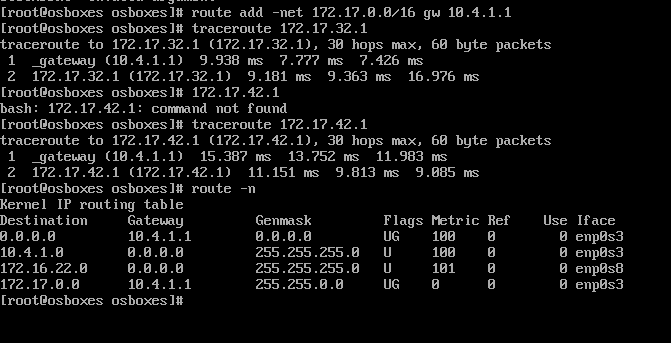 [root@osboxes osboxes]# route add -net 172.17.0.0/16 gw 10.4.1.1
[root@osboxes osboxes]# traceroute 172.17.32.1
traceroute to 172.17.32.1 (172.17.32.1), 30 hops max, 60 byte packets
 1  _gateway (10.4.1.1)  9.938 ms  7.777 ms  7.426 ms
 2  172.17.32.1 (172.17.32.1)  9.181 ms  9.363 ms  16.976 ms
[root@osboxes osboxes]# 172.17.42.1
bash: 172.17.42.1: command not found
[root@osboxes osboxes]# traceroute 172.17.42.1
traceroute to 172.17.42.1 (172.17.42.1), 30 hops max, 60 byte packets
 1  _gateway (10.4.1.1)  15.387 ms  13.752 ms  11.983 ms
 2  172.17.42.1 (172.17.42.1)  11.151 ms  9.813 ms  9.085 ms
[root@osboxes osboxes]# route -n
Kernel IP routing table
Destination     Gateway         Genmask         Flags Metric Ref    Use Iface
0.0.0.0         10.4.1.1        0.0.0.0         UG    100    0        0 enp0s3
10.4.1.0        0.0.0.0         255.255.255.0   U     100    0        0 enp0s3
172.16.22.0     0.0.0.0         255.255.255.0   U     101    0        0 enp0s8
172.17.0.0      10.4.1.1        255.255.0.0     UG    0      0        0 enp0s3
[root@osboxes osboxes]#